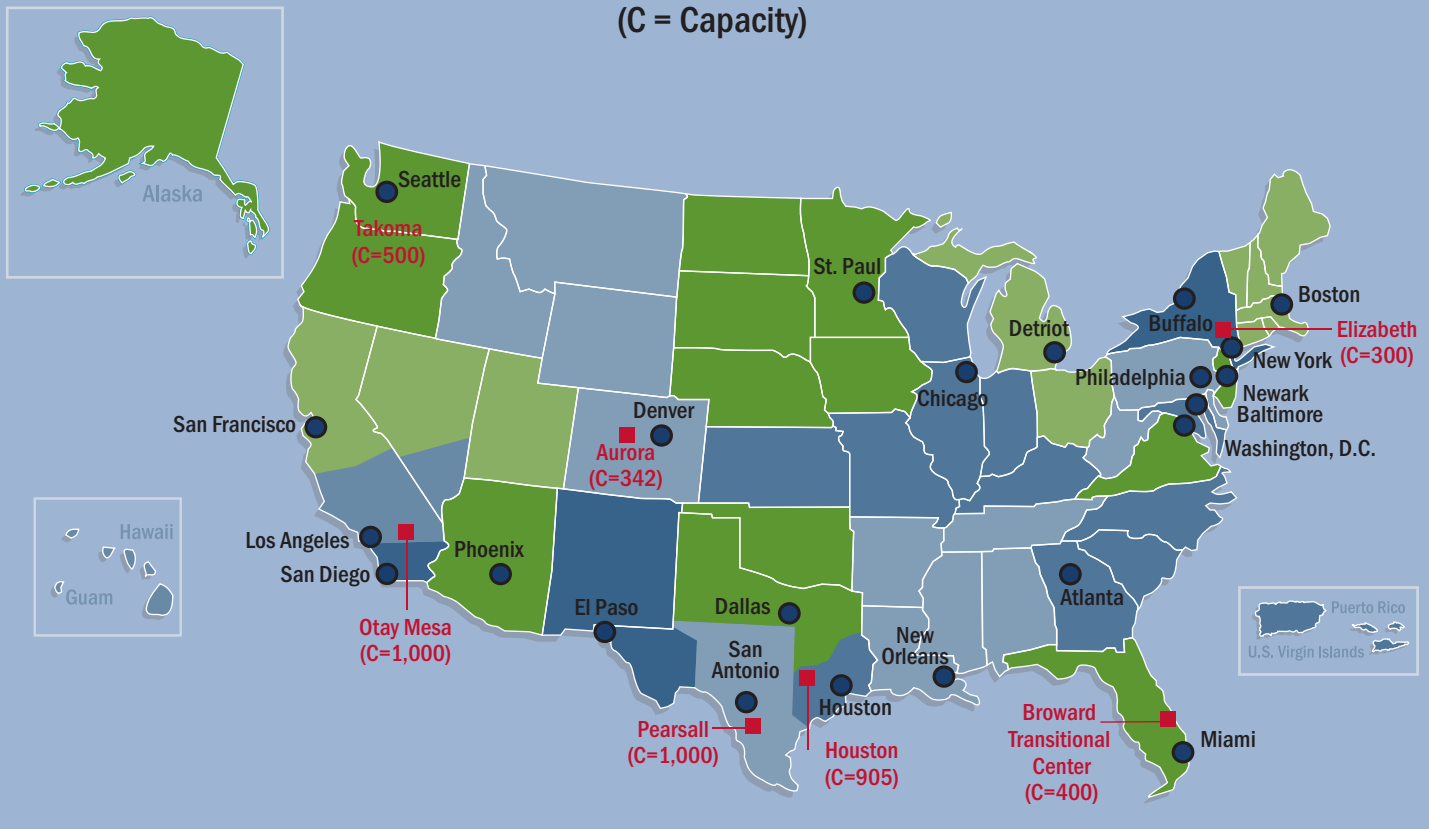 (C = Capacity)
Alaska
Seattle
Takoma
(C=500)
St. Paul
Detriot
Buffalo
Boston
Elizabeth
(C=300)
New York
Philadelphia
Newark
Baltimore
Washington, D.C.
Chicago
San Francisco
Denver
Aurora
(C=342)
Hawaii
Guam
Los Angeles
San Diego
Phoenix
Otay Mesa
(C=1,000)
El Paso
Dallas
San
Antonio
Pearsall
(C=1,000)
Houston
Houston
(C=905)
New
Orleans
Atlanta
Broward
Transitional
Center
(C=400)
Miami
Puerto Rico
U.S. Virgin Islands